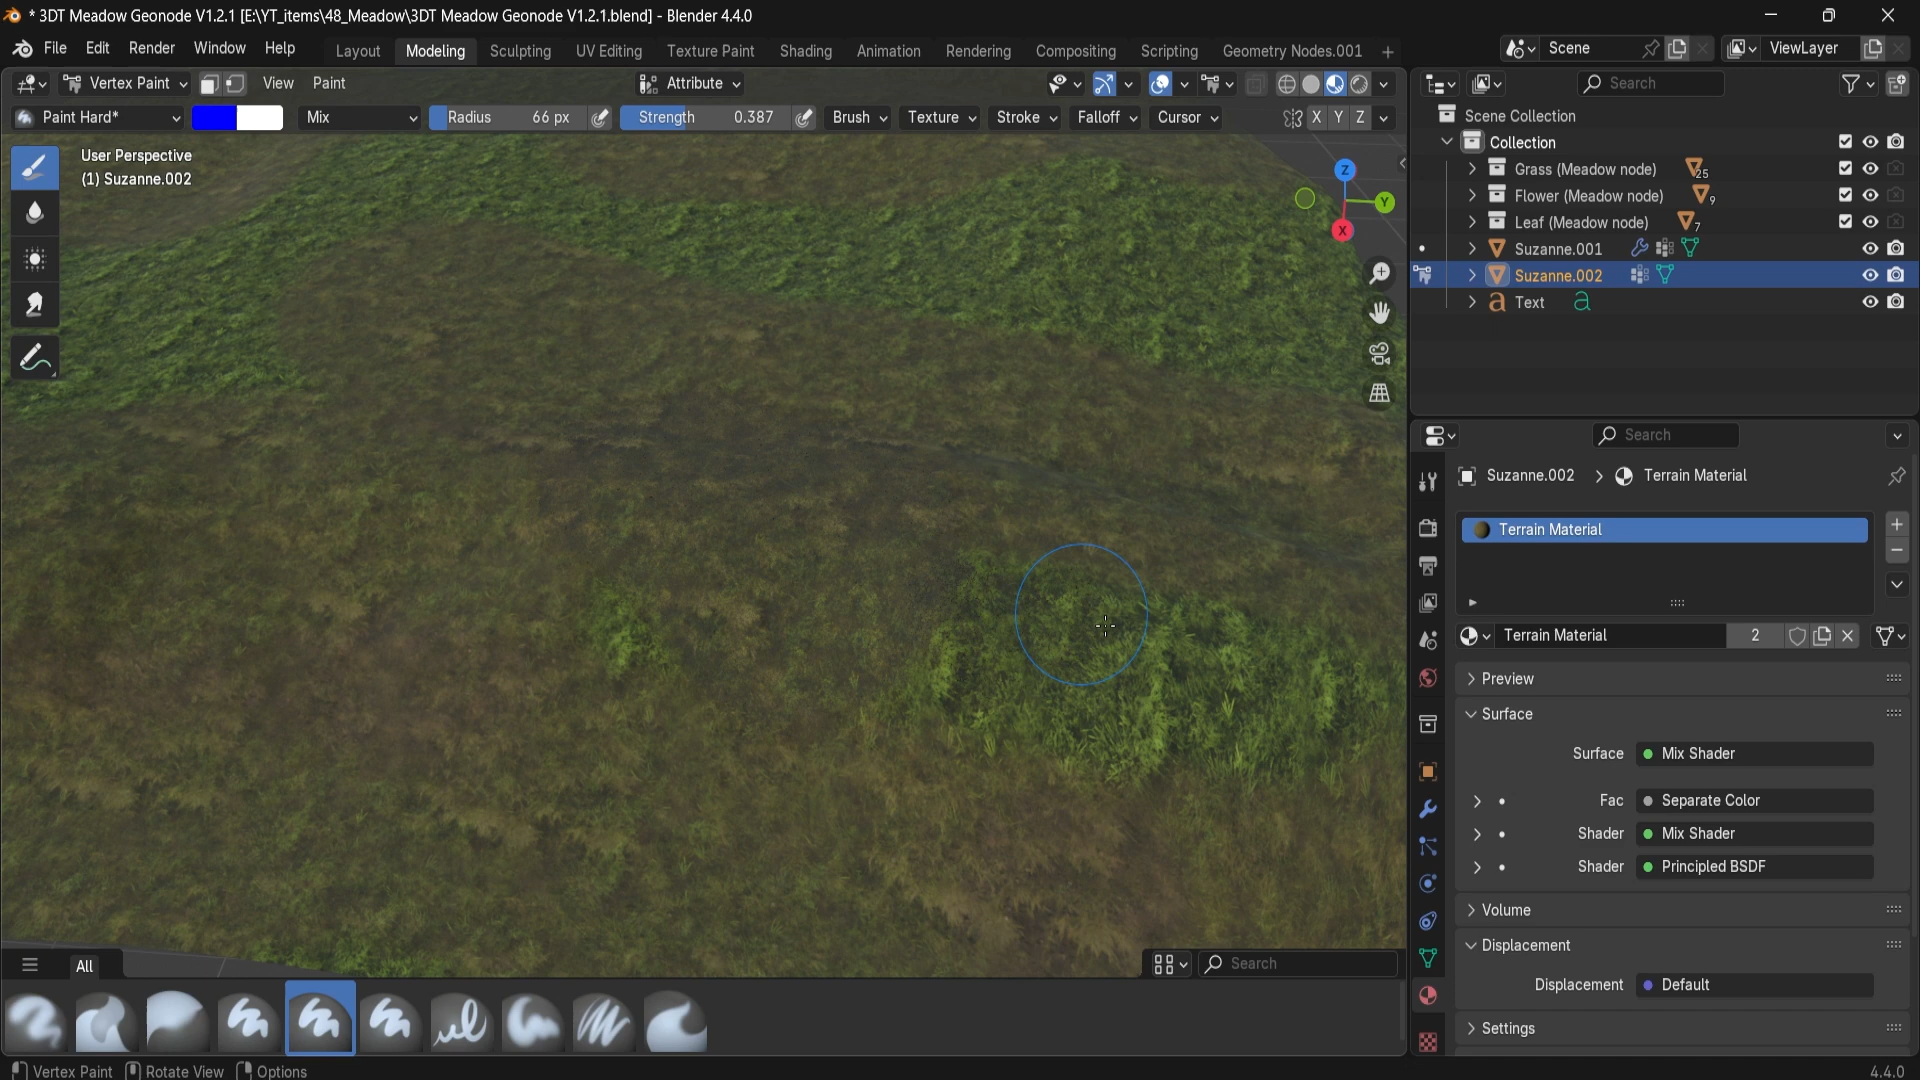 * 3DT Meadow Geonode V1.2.1 [E:\YT_items\48_Meadow\3DT Meadow Geonode V1.2.1.blend] - Blender 4.4.0
File Edit Render Window Help Layout Modeling Sculpting UV Editing Texture Paint Shading Animation Rendering Compositing Scripting Geometry Nodes.001 + Scene ViewLayer
Vertex Paint View Paint Attribute Search
Paint Hard* Mix Radius 66 px Strength 0.387 Brush Texture Stroke Falloff Cursor X Y Z
Scene Collection
Collection
Grass (Meadow node) 25
Flower (Meadow node) 9
Leaf (Meadow node) 7
Suzanne.001
Suzanne.002
Text
User Perspective
(1) Suzanne.002
Z
Y
X
Search
Suzanne.002 > Terrain Material
Terrain Material
Terrain Material 2
Preview
Surface
Surface Mix Shader
Fac Separate Color
Shader Mix Shader
Shader Principled BSDF
Volume
Displacement
Displacement Default
Settings
All Search
Vertex Paint Rotate View Options 4.4.0